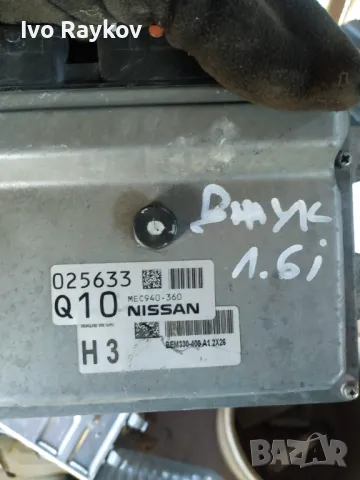 Ivo Raykov
Джук
1.6i
025633
Q10
MEC940-360
NISSAN
H3
BEM330-400 A1 2X26
BAZAR